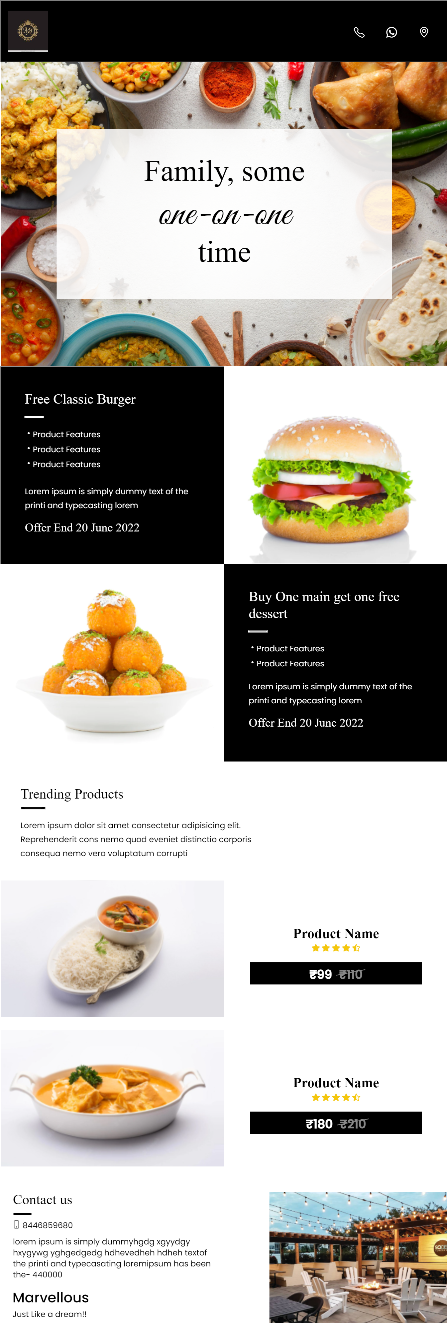 Family, some
one-on-one
time
Free Classic Burger
* Product Features
* Product Features
* Product Features
Lorem ipsum is simply dummy text of the
printi and typecasting lorem
Offer End 20 June 2022
Buy One main get one free
dessert
* Product Features
* Product Features
Lorem ipsum is simply dummy text of the
printi and typecasting lorem
Offer End 20 June 2022
Trending Products
Lorem ipsum dolor sit amet consectetur adipisicing elit.
Reprehenderit cons nemo quod eveniet distinctio corporis
consequa nemo vero voluptatum corrupti
Product Name
₹99 ₹110
Product Name
₹180 ₹210
Contact us
8446859680
lorem ipsum is simply dummyhgdg xgyydgy
hxygywg yghgedgedg hdhevedheh hdheh textof
the printi and typecasoting loremipsum has been
the- 440000
Marvellous
Just Like a dream!!